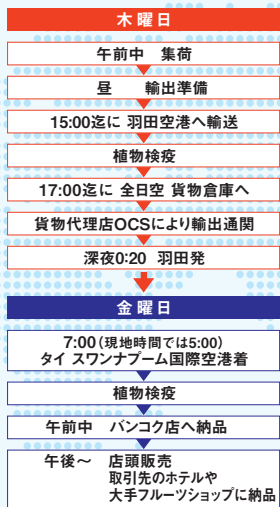 木曜日
午前中　集荷
昼　　輸出準備
15:00迄に 羽田空港へ輸送
植物検疫
17:00迄に 全日空 貨物倉庫へ
貨物代理店OCSにより輸出通関
深夜0:20　羽田発
金曜日
7:00(現地時間では5:00)
タイ スワンナプーム国際空港着
植物検疫
午前中　バンコク店へ納品
午後～　店頭販売
取引先のホテルや
大手フルーツショップに納品